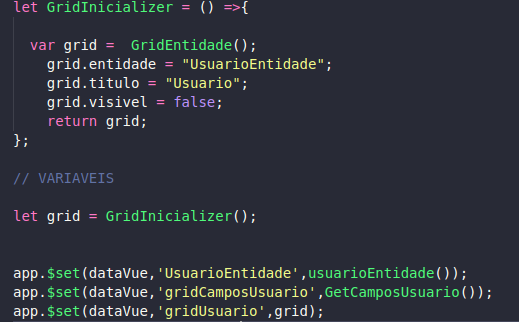 let GridInicializer = () =>{
var grid =  GridEntidade();
grid.entidade = "UsuarioEntidade";
grid.titulo = "Usuario";
grid.visivel = false;
return grid;
};
// VARIAVEIS
let grid = GridInicializer();
app.$set(dataVue,'UsuarioEntidade',usuarioEntidade());
app.$set(dataVue,'gridCamposUsuario',GetCamposUsuario());
app.$set(dataVue,'gridUsuario',grid);